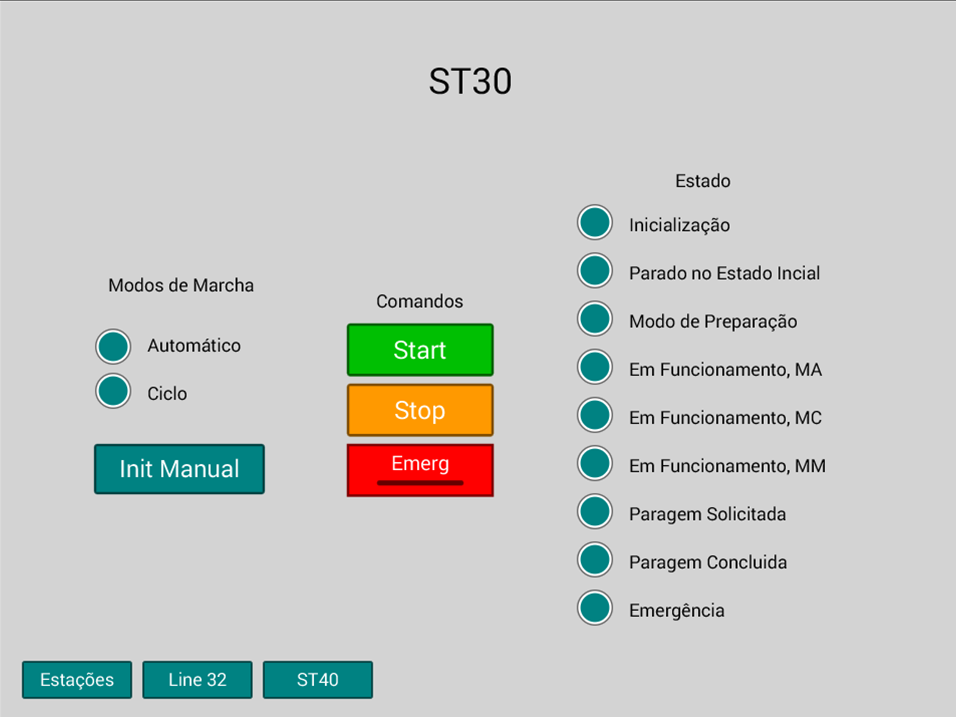 ST30
Modos de Marcha
Automático
Ciclo
Init Manual
Comandos
Start
Stop
Emerg
Estado
Inicialização
Parado no Estado Incial
Modo de Preparação
Em Funcionamento, MA
Em Funcionamento, MC
Em Funcionamento, MM
Paragem Solicitada
Paragem Concluida
Emergência
Estações
Line 32
ST40